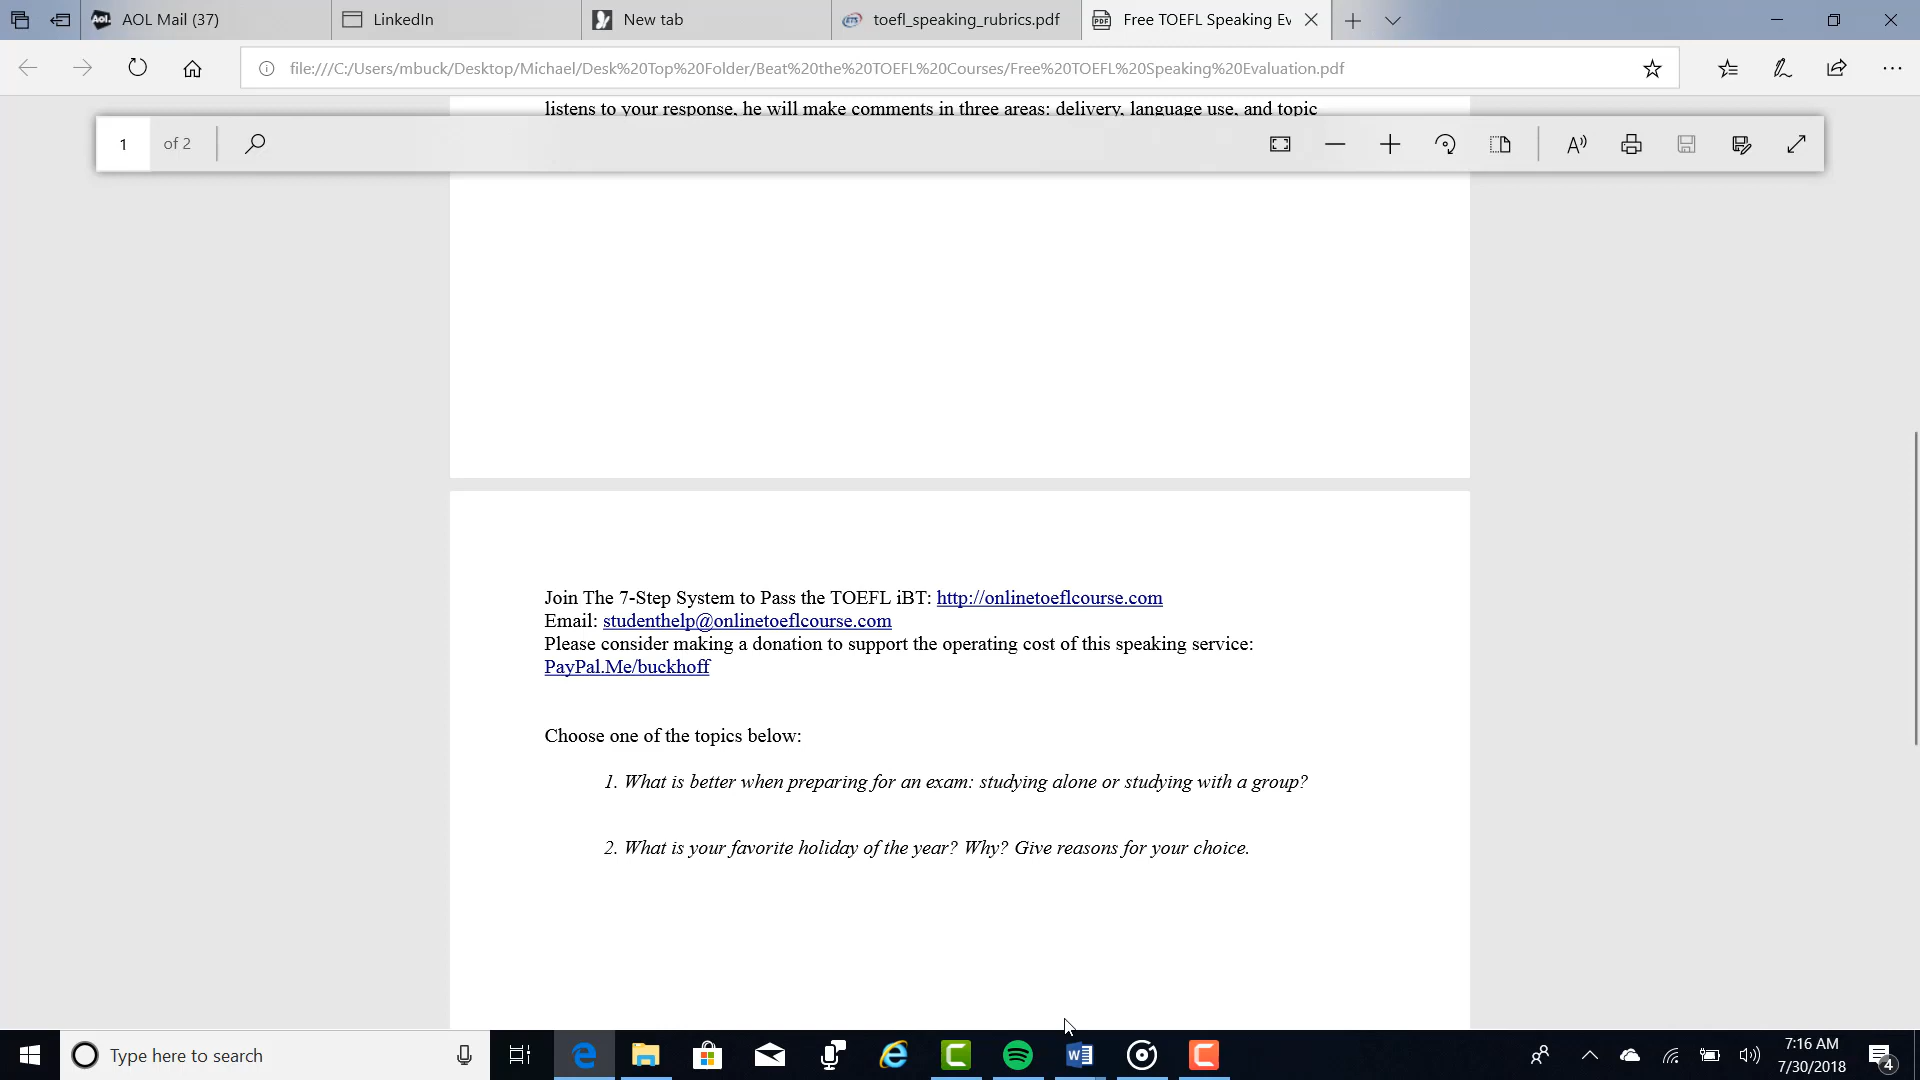 AOL Mail (37)
LinkedIn
New tab
toefl_speaking_rubrics.pdf
Free TOEFL Speaking Ev
file:///C:/Users/mbuck/Desktop/Michael/Desk%20Top%20Folder/Beat%20the%20TOEFL%20Courses/Free%20TOEFL%20Speaking%20Evaluation.pdf
listens to your response, he will make comments in three areas: delivery, language use, and topic
1 of 2
Join The 7-Step System to Pass the TOEFL iBT: http://onlinetoeflcourse.com
Email: studenthelp@onlinetoeflcourse.com
Please consider making a donation to support the operating cost of this speaking service:
PayPal.Me/buckhoff
Choose one of the topics below:
1. What is better when preparing for an exam: studying alone or studying with a group?
2. What is your favorite holiday of the year? Why? Give reasons for your choice.
Type here to search
7:16 AM
7/30/2018
4